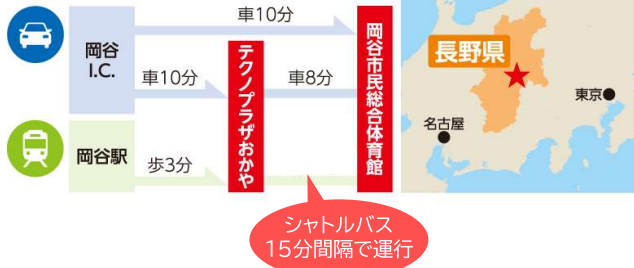 車10分
岡谷
I.C.
車10分
テクノプラザおかや
車8分
岡谷市民総合体育館
岡谷駅
歩3分
シャトルバス
15分間隔で運行
長野県
東京
名古屋